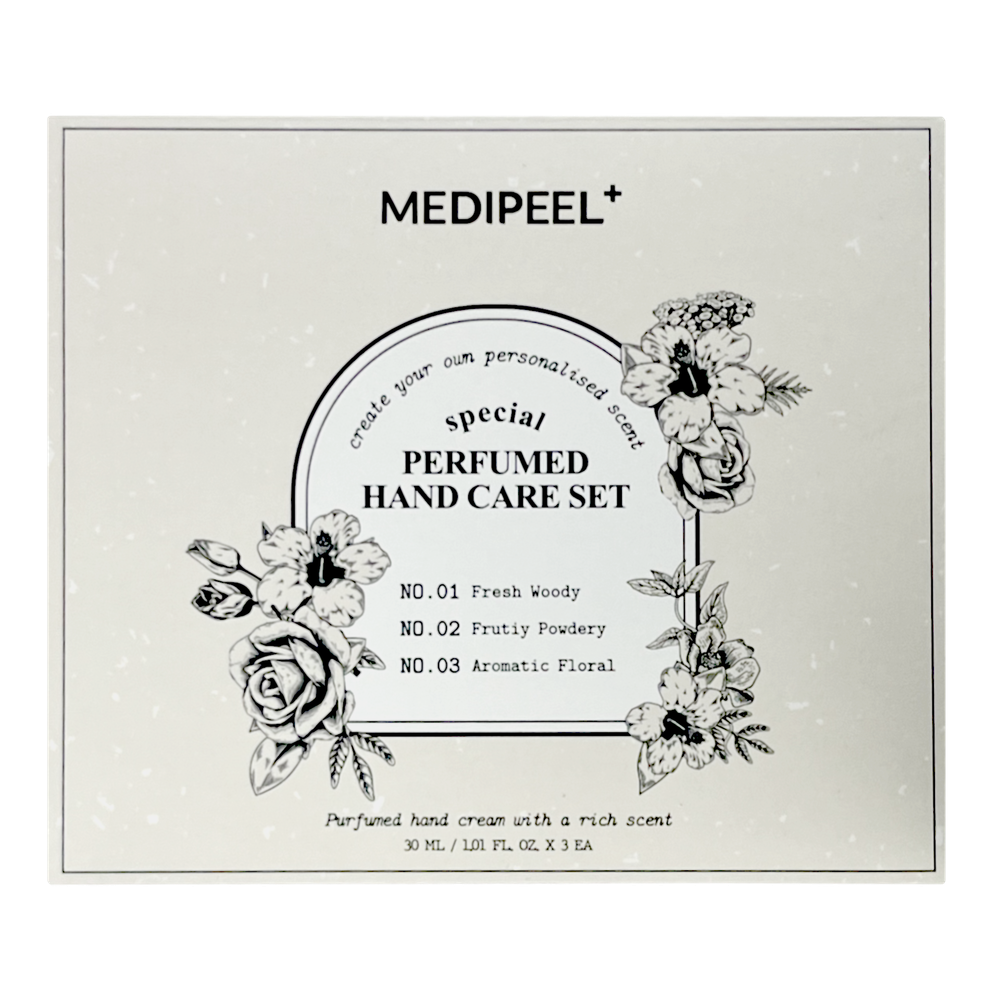 MEDIPEEL+
create your own personalised scent
special
PERFUMED
HAND CARE SET
NO.01 Fresh Woody
NO.02 Frutiy Powdery
NO.03 Aromatic Floral
Purfumed hand cream with a rich scent
30 ML / 1.01 FL. OZ. X 3 EA